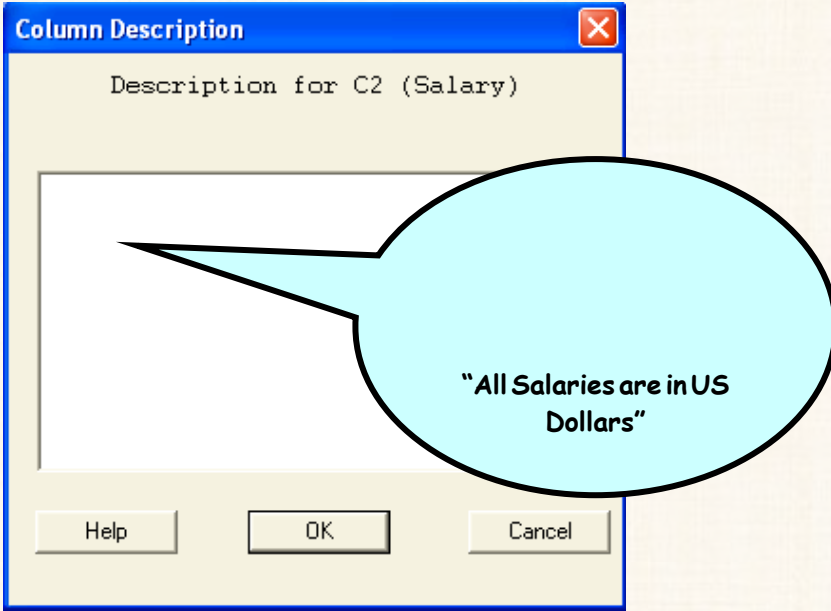 Column Description
Description for C2 (Salary)
“All Salaries are in US
Dollars”
Help OK Cancel